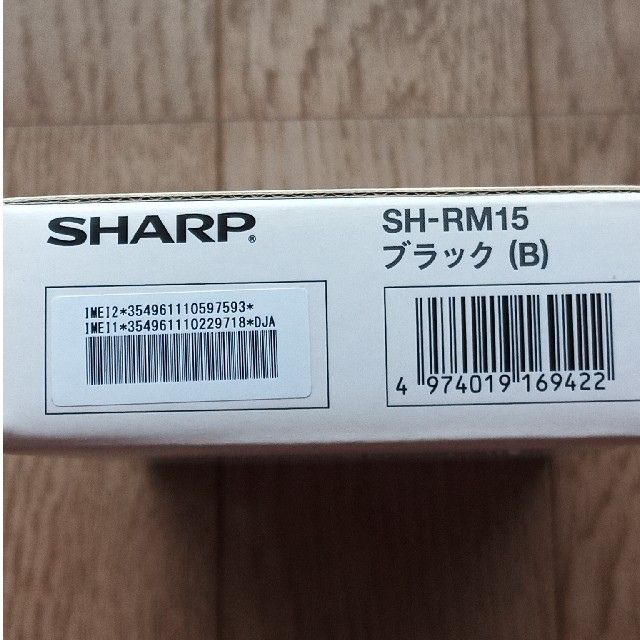 SHARP®
SH-RM15
ブラック (B)
IMEI2*354961110597593*
IMEI1*354961110229718*DJA
4 974019 169422